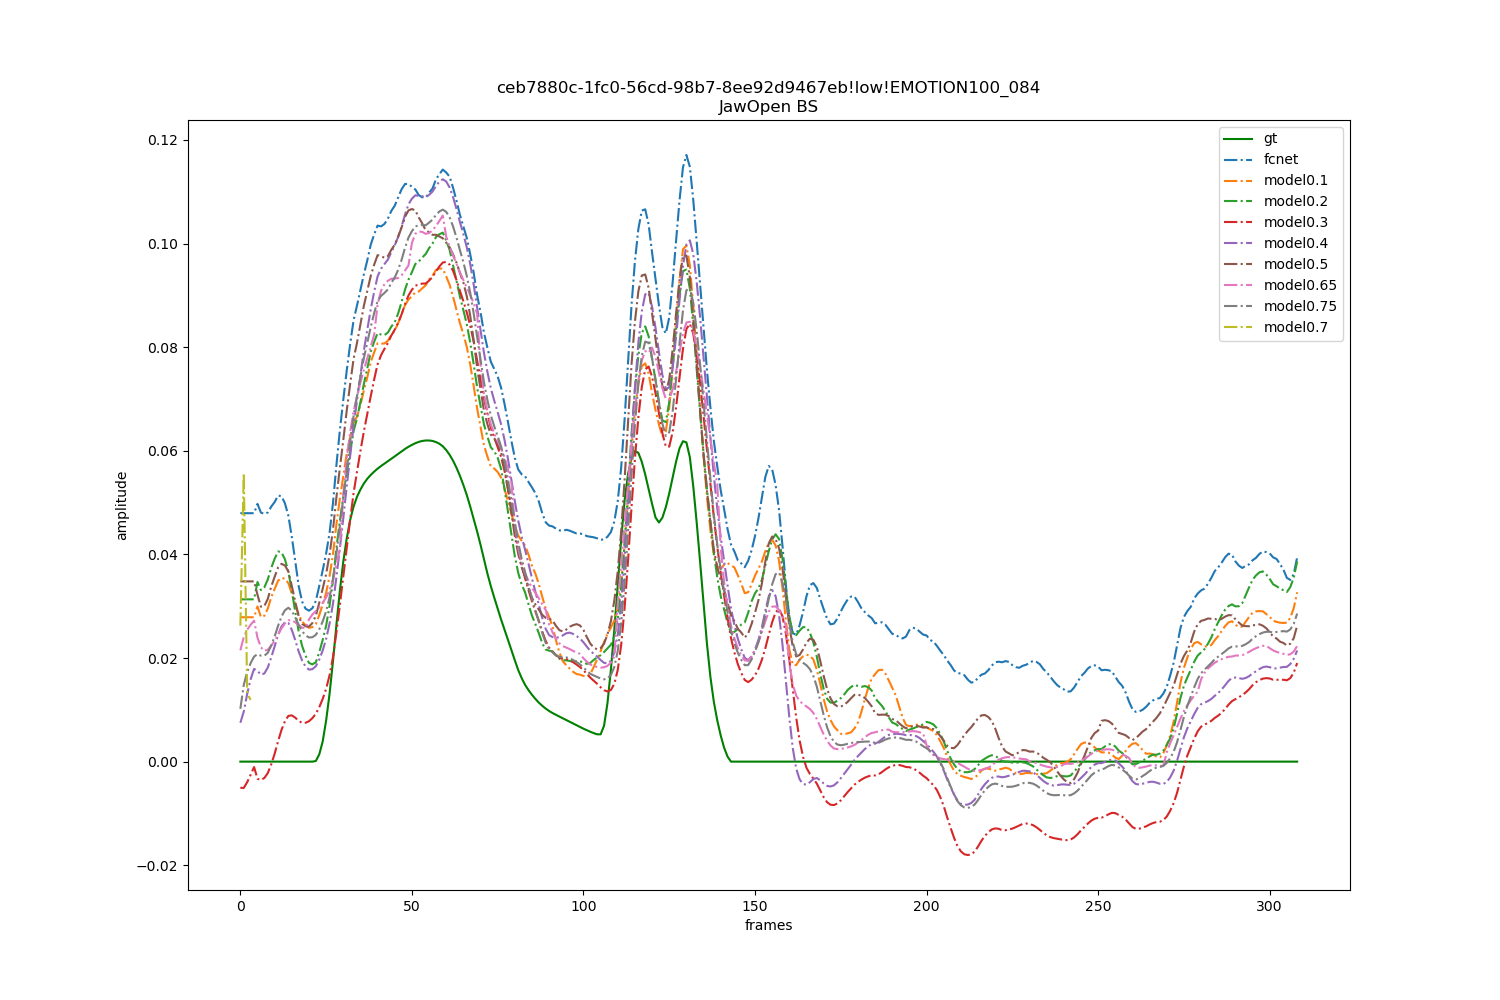 ceb7880c-1fc0-56cd-98b7-8ee92d9467eb!low!EMOTION100_084
JawOpen BS
0.12
0.10
0.08
0.06
0.04
0.02
0.00
−0.02
amplitude
gt
fcnet
model0.1
model0.2
model0.3
model0.4
model0.5
model0.65
model0.75
model0.7
0
50
100
150
200
250
300
frames